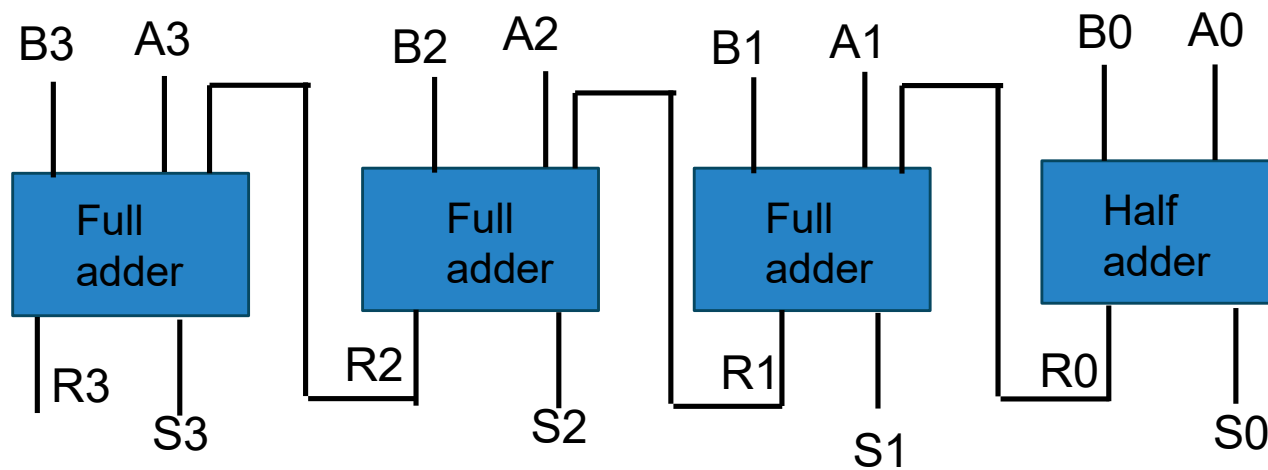 B3 A3 B2 A2 B1 A1 B0 A0
Full
adder
Full
adder
Full
adder
Half
adder
R3 S3 R2 S2 R1 S1 R0 S0